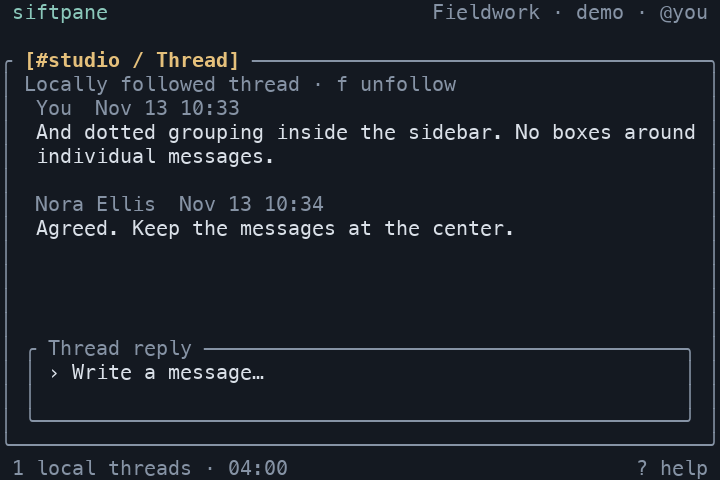 siftpane
Fieldwork · demo · @you
[#studio / Thread]
Locally followed thread · f unfollow
You  Nov 13 10:33
And dotted grouping inside the sidebar. No boxes around
individual messages.
Nora Ellis  Nov 13 10:34
Agreed. Keep the messages at the center.
Thread reply
› Write a message…
1 local threads · 04:00
? help